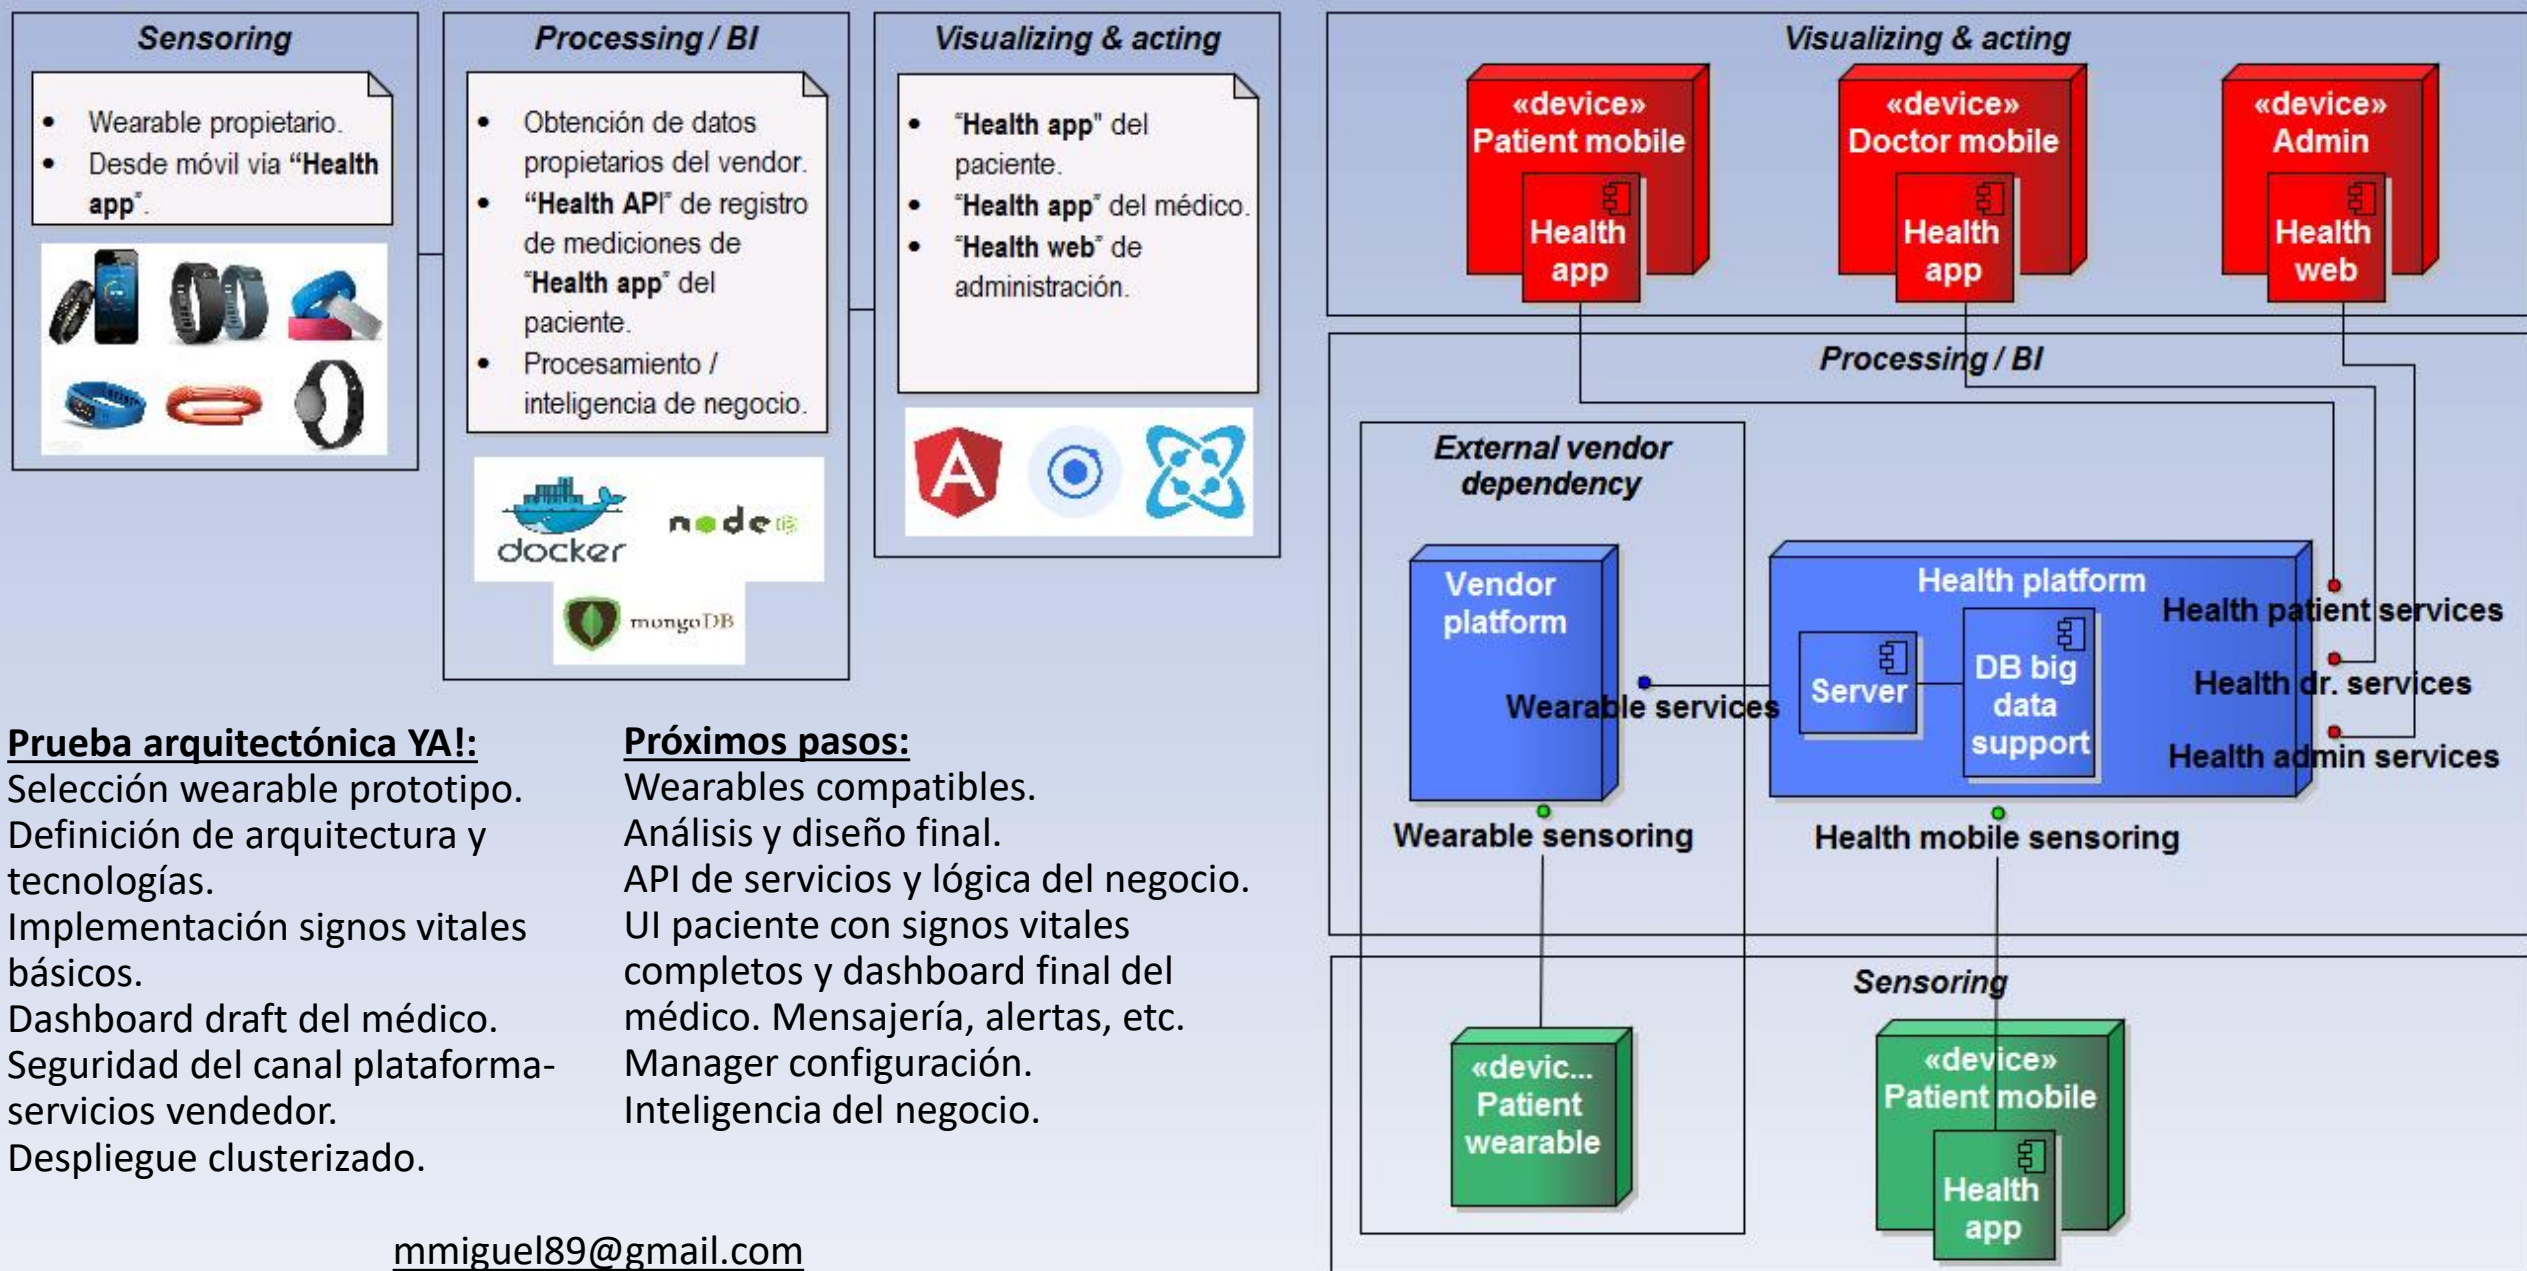 Sensoring
• Wearable propietario.
• Desde móvil via “Health
app”.
Processing / BI
• Obtención de datos
propietarios del vendor.
• “Health API” de registro
de mediciones de
“Health app” del
paciente.
• Procesamiento /
inteligencia de negocio.
docker
node
mongoDB
Visualizing & acting
• “Health app" del
paciente.
• “Health app” del médico.
• “Health web” de
administración.
A
Prueba arquitectónica YA!:
Selección wearable prototipo.
Definición de arquitectura y
tecnologías.
Implementación signos vitales
básicos.
Dashboard draft del médico.
Seguridad del canal plataforma-
servicios vendedor.
Despliegue clusterizado.
Próximos pasos:
Wearables compatibles.
Análisis y diseño final.
API de servicios y lógica del negocio.
UI paciente con signos vitales
completos y dashboard final del
médico. Mensajería, alertas, etc.
Manager configuración.
Inteligencia del negocio.
mmiguel89@gmail.com
Visualizing & acting
«device»
Patient mobile
Health
app
«device»
Doctor mobile
Health
app
«device»
Admin
Health
web
Processing / BI
External vendor
dependency
Vendor
platform
Wearable services
Wearable sensoring
Health platform
Server
DB big
data
support
Health patient services
Health dr. services
Health admin services
Health mobile sensoring
Sensoring
«devic...
Patient
wearable
«device»
Patient mobile
Health
app